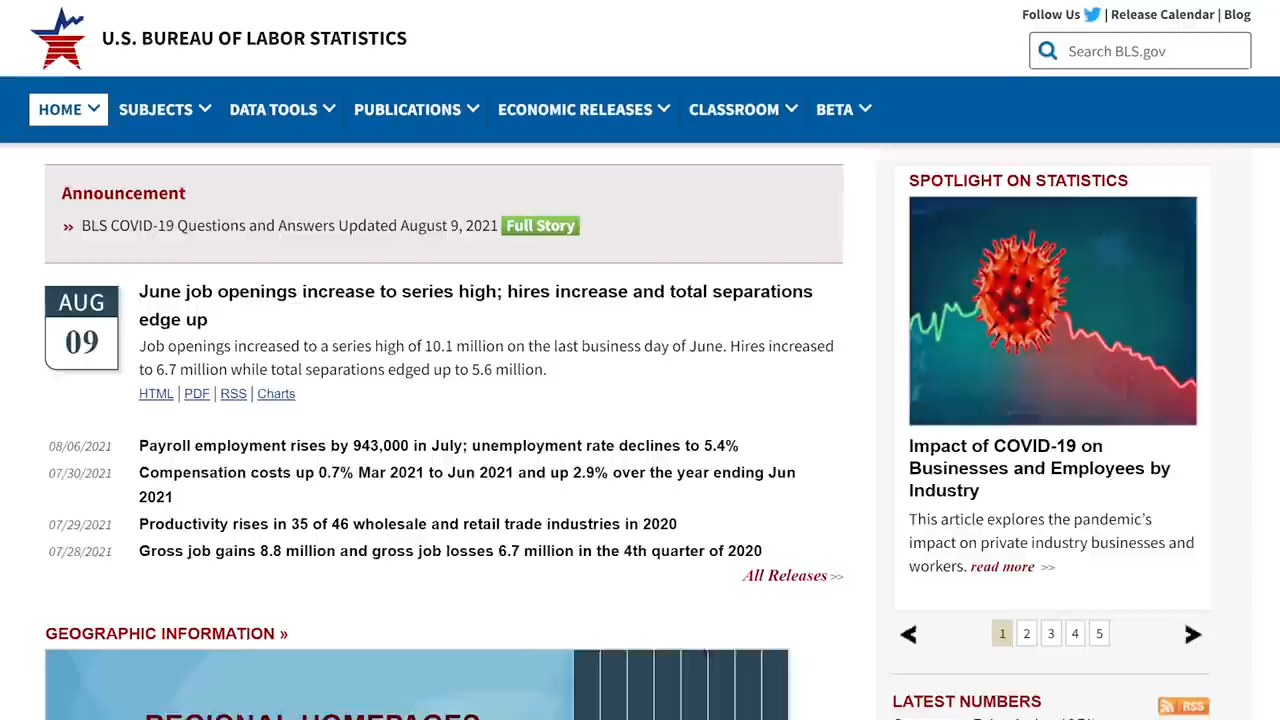 Follow Us | Release Calendar | Blog
U.S. BUREAU OF LABOR STATISTICS
Search BLS.gov
HOME SUBJECTS DATA TOOLS PUBLICATIONS ECONOMIC RELEASES CLASSROOM BETA
Announcement
» BLS COVID-19 Questions and Answers Updated August 9, 2021 Full Story
AUG
09
June job openings increase to series high; hires increase and total separations
edge up
Job openings increased to a series high of 10.1 million on the last business day of June. Hires increased
to 6.7 million while total separations edged up to 5.6 million.
HTML | PDF | RSS | Charts
08/06/2021 Payroll employment rises by 943,000 in July; unemployment rate declines to 5.4%
07/30/2021 Compensation costs up 0.7% Mar 2021 to Jun 2021 and up 2.9% over the year ending Jun
2021
07/29/2021 Productivity rises in 35 of 46 wholesale and retail trade industries in 2020
07/28/2021 Gross job gains 8.8 million and gross job losses 6.7 million in the 4th quarter of 2020
All Releases >>
GEOGRAPHIC INFORMATION »
REGIONAL HOMEPAGES
SPOTLIGHT ON STATISTICS
Impact of COVID-19 on
Businesses and Employees by
Industry
This article explores the pandemic's
impact on private industry businesses and
workers. read more >>
1 2 3 4 5
LATEST NUMBERS
RSS